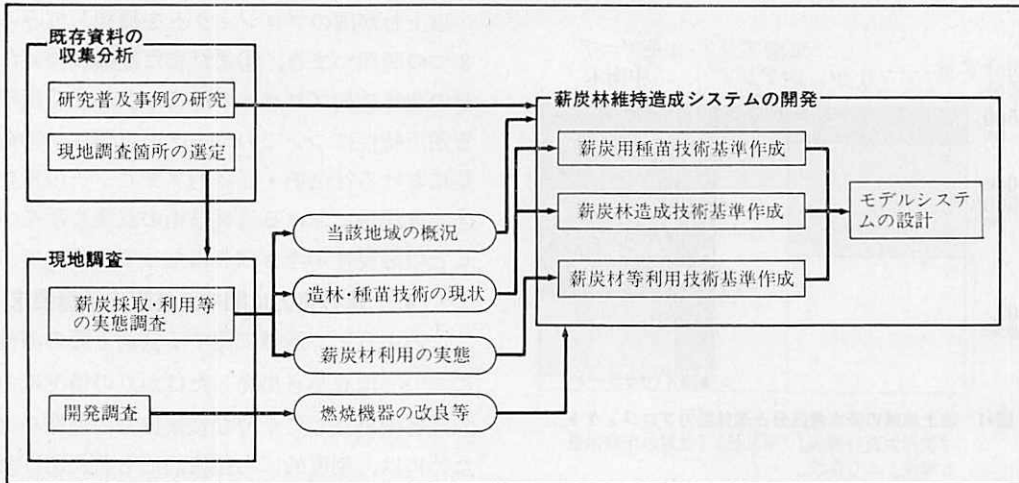 既存資料の
収集分析
研究普及事例の研究
現地調査箇所の選定
現地調査
薪炭採取・利用等
の実態調査
開発調査
当該地域の概況
造林・種苗技術の現状
薪炭材利用の実態
燃焼機器の改良等
薪炭林維持造成システムの開発
薪炭用種苗技術基準作成
薪炭林造成技術基準作成
薪炭材等利用技術基準作成
モデルシステ
ムの設計